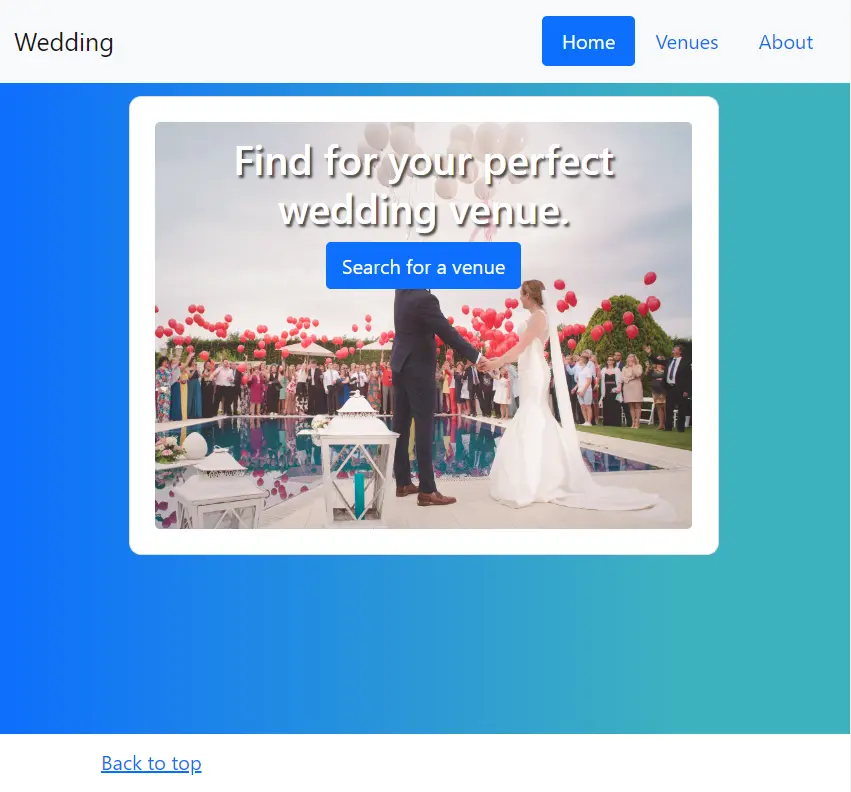 Wedding
Home Venues About
Find for your perfect
wedding venue.
Search for a venue
Back to top